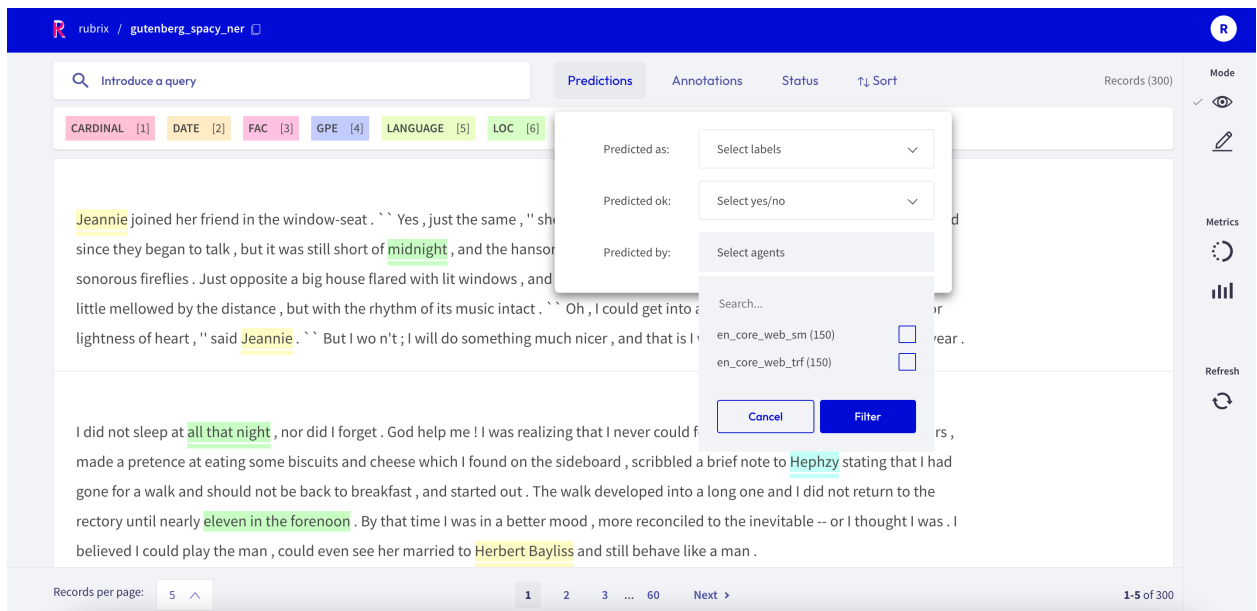 R rubrix / gutenberg_spacy_ner R
Introduce a query Predictions Annotations Status Sort Records (300)
Mode
CARDINAL [1] DATE [2] FAC [3] GPE [4] LANGUAGE [5] LOC [6]
Predicted as: Select labels
Predicted ok: Select yes/no
Predicted by: Select agents
Search...
en_core_web_sm (150)
en_core_web_trf (150)
Cancel Filter
Jeannie joined her friend in the window-seat . ` ` Yes , just the same , '' sh
since they began to talk , but it was still short of midnight , and the hanso
sonorous fireflies . Just opposite a big house flared with lit windows , and
little mellowed by the distance , but with the rhythm of its music intact . ` ` Oh , I could get into a
lightness of heart , '' said Jeannie . ` ` But I wo n't ; I will do something much nicer , and that is I year .
I did not sleep at all that night , nor did I forget . God help me ! I was realizing that I never could f rs ,
made a pretence at eating some biscuits and cheese which I found on the sideboard , scribbled a brief note to Hephzy stating that I had
gone for a walk and should not be back to breakfast , and started out . The walk developed into a long one and I did not return to the
rectory until nearly eleven in the forenoon . By that time I was in a better mood , more reconciled to the inevitable -- or I thought I was . I
believed I could play the man , could even see her married to Herbert Bayliss and still behave like a man .
Metrics
Refresh
Records per page: 5 1 2 3 ... 60 Next > 1-5 of 300